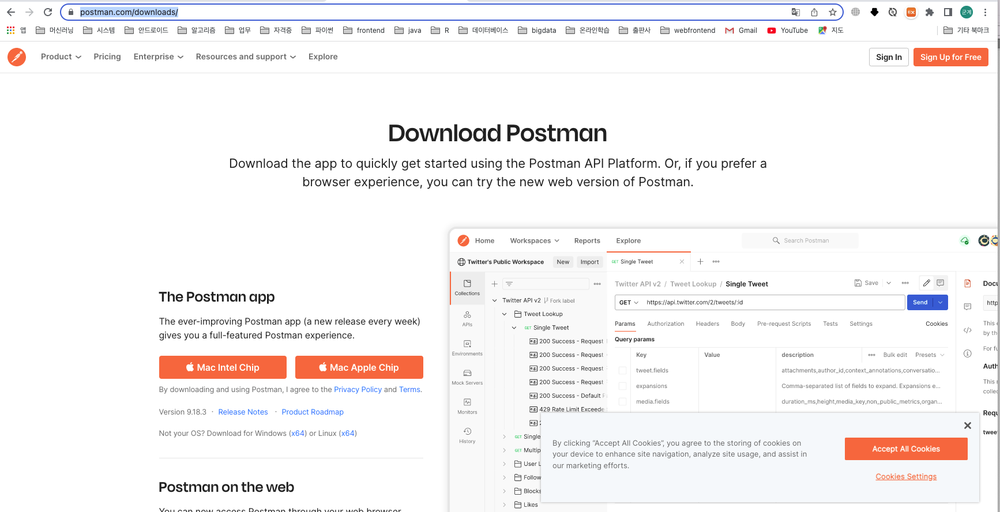 postman.com/downloads/
앱 머신러닝 시스템 안드로이드 알고리즘 업무 자격증 파이썬 frontend java R 데이터베이스 bigdata 온라인학습 출판사 webfrontend Gmail YouTube 지도 기타 북마크
Product Pricing Enterprise Resources and support Explore Sign In Sign Up for Free
Download Postman
Download the app to quickly get started using the Postman API Platform. Or, if you prefer a
browser experience, you can try the new web version of Postman.
The Postman app
The ever-improving Postman app (a new release every week)
gives you a full-featured Postman experience.
Mac Intel Chip Mac Apple Chip
By downloading and using Postman, I agree to the Privacy Policy and Terms.
Version 9.18.3 · Release Notes · Product Roadmap
Not your OS? Download for Windows (x64) or Linux (x64)
Postman on the web
You can now access Postman through your web browser
Home Workspaces Reports Explore Search Postman
Twitter's Public Workspace New Import GET Single Tweet
Collections
APIs
Environments
Mock Servers
Monitors
History
Twitter API v2 Fork label
Tweet Lookup
GET Single Tweet
200 Success - Request
200 Success - Request
200 Success - Request
200 Success - Request
200 Success - Default
429 Rate Limit Exceede
GET Single
GET Multip
User L
Follow
Blocks
Likes
Twitter API v2 / Tweet Lookup / Single Tweet Save
GET https://api.twitter.com/2/tweets/:id Send
Params Authorization Headers Body Pre-request Scripts Tests Settings Cookies
Query params
Key Value description Bulk edit Presets
tweet.fields attachments,author_id,context_annotations,conversatio...
expansions Comma-separated list of fields to expand. Expansions e...
media.fields duration_ms,height,media_key,non_public_metrics,organ...
Docu
http
This e
by the
For fu
Auth
This r
collec
Requ
twee
By clicking “Accept All Cookies”, you agree to the storing of cookies on
your device to enhance site navigation, analyze site usage, and assist in
our marketing efforts.
Accept All Cookies
Cookies Settings